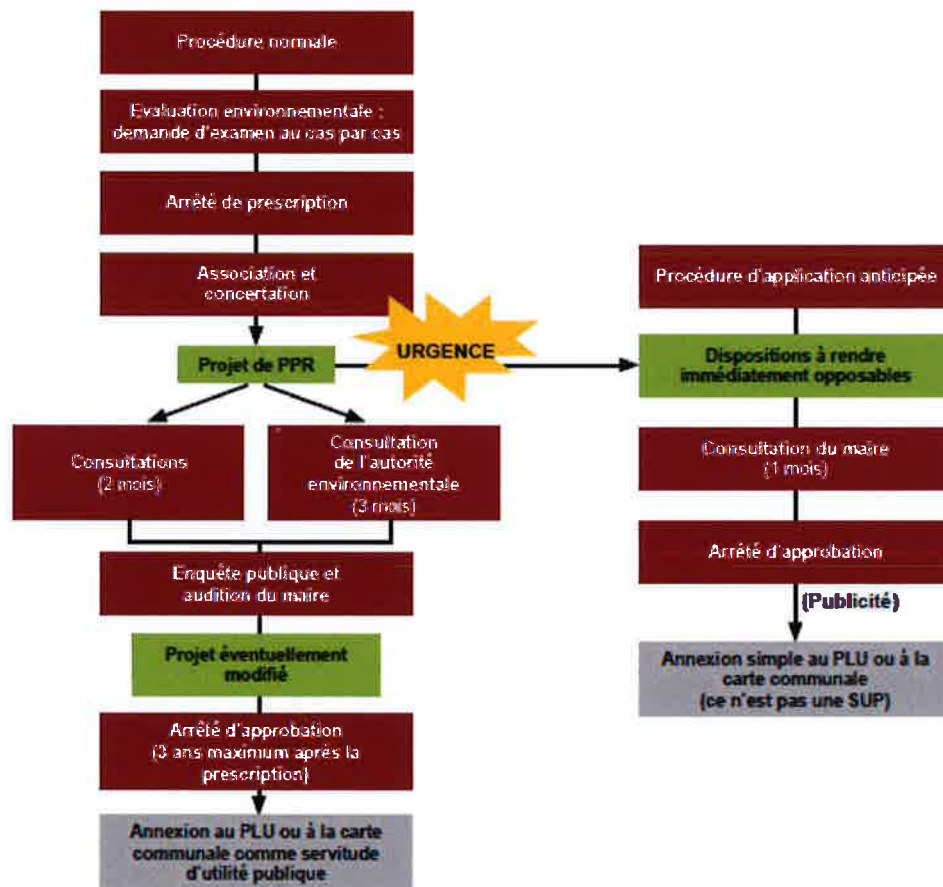 Procédure normale
Evaluation environnementale :
demande d'examen au cas par cas
Arrêté de prescription
Association et
concertation
Projet de PPR
URGENCE
Consultations
(2 mois)
Consultation
de l'autorité
environnementale
(3 mois)
Enquête publique et
audition du maire
Projet éventuellement
modifié
Arrêté d'approbation
(3 ans maximum après la
prescription)
Annexion au PLU ou à la carte
communale comme servitude
d'utilité publique
Procédure d'application anticipée
Dispositions à rendre
immédiatement opposables
Consultation du maire
(1 mois)
Arrêté d'approbation
(Publicité)
Annexion simple au PLU ou à la
carte communale
(ce n'est pas une SUP)